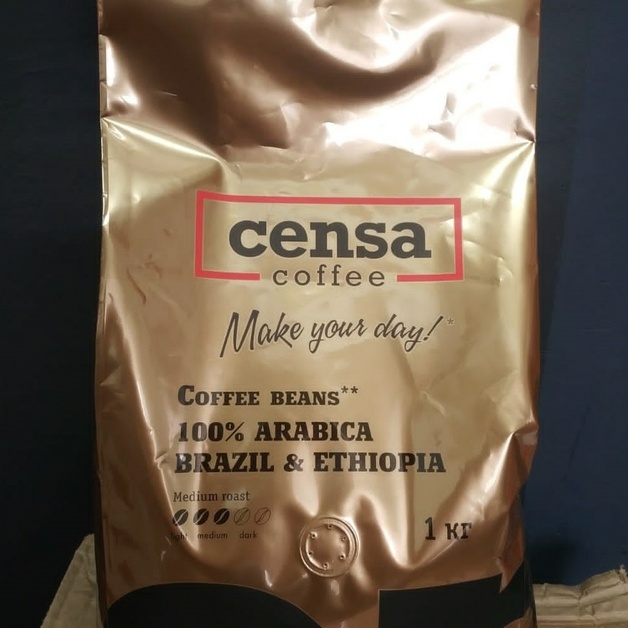 censa
coffee
Make your day!*
COFFEE BEANS**
100% ARABICA
BRAZIL & ETHIOPIA
Medium roast
light medium dark
1 кг